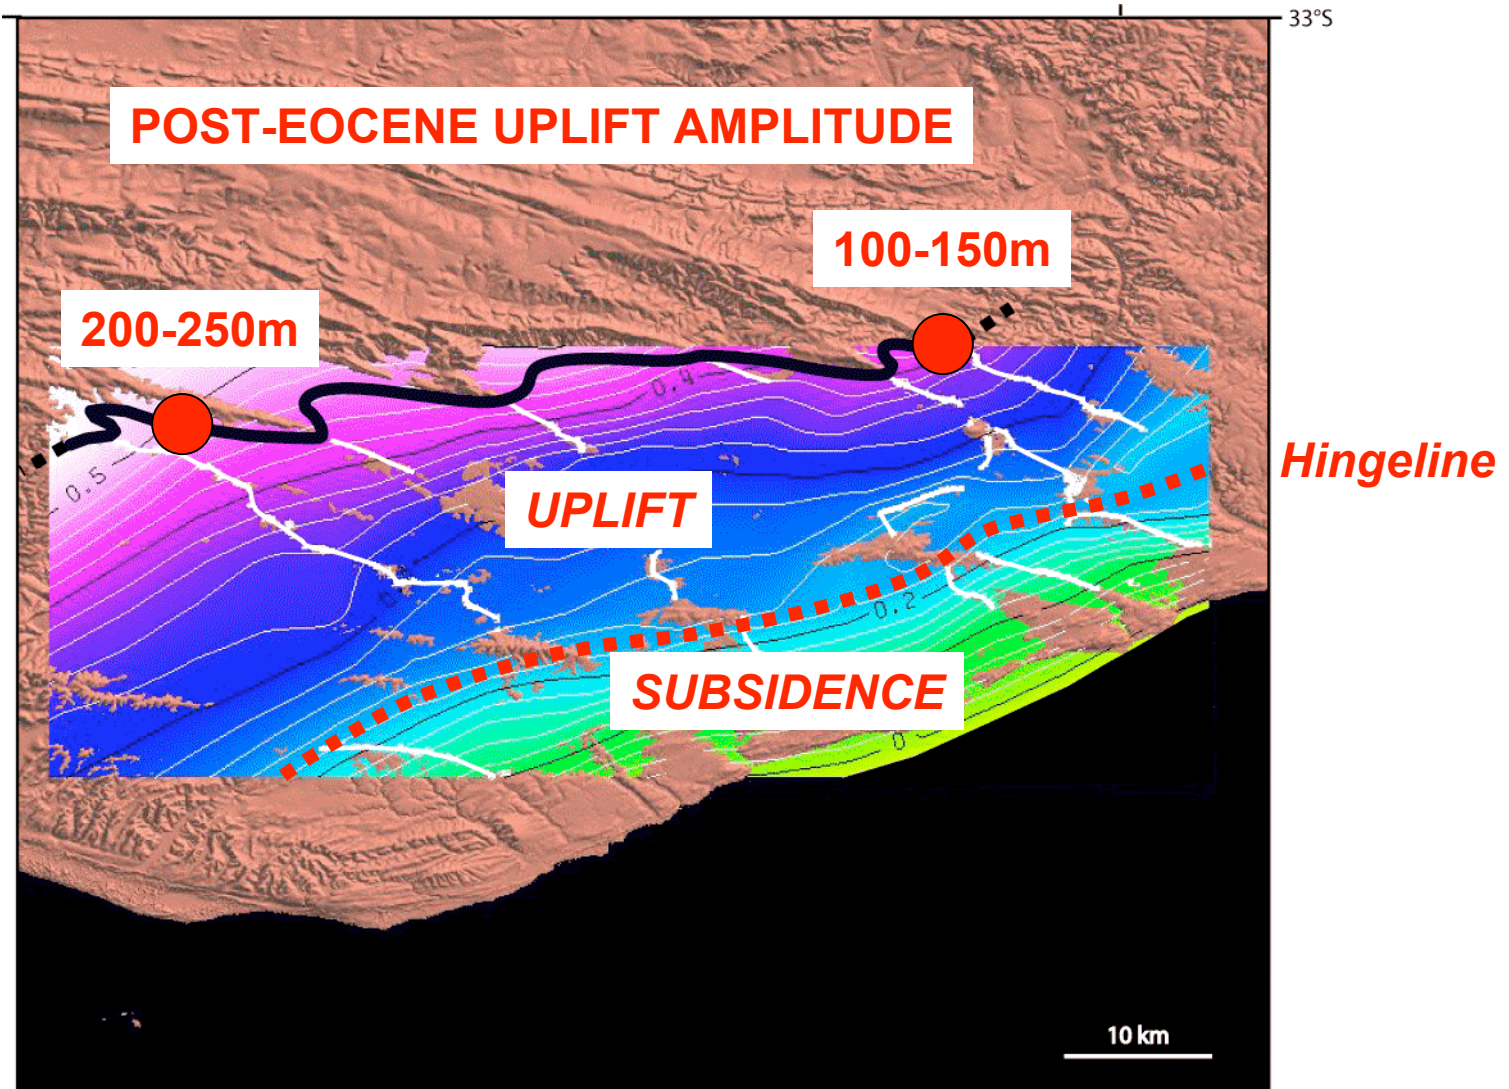 33°S
POST-EOCENE UPLIFT AMPLITUDE
100-150m
200-250m
0.4
Hingeline
0.5
UPLIFT
0.2
SUBSIDENCE
0
10 km